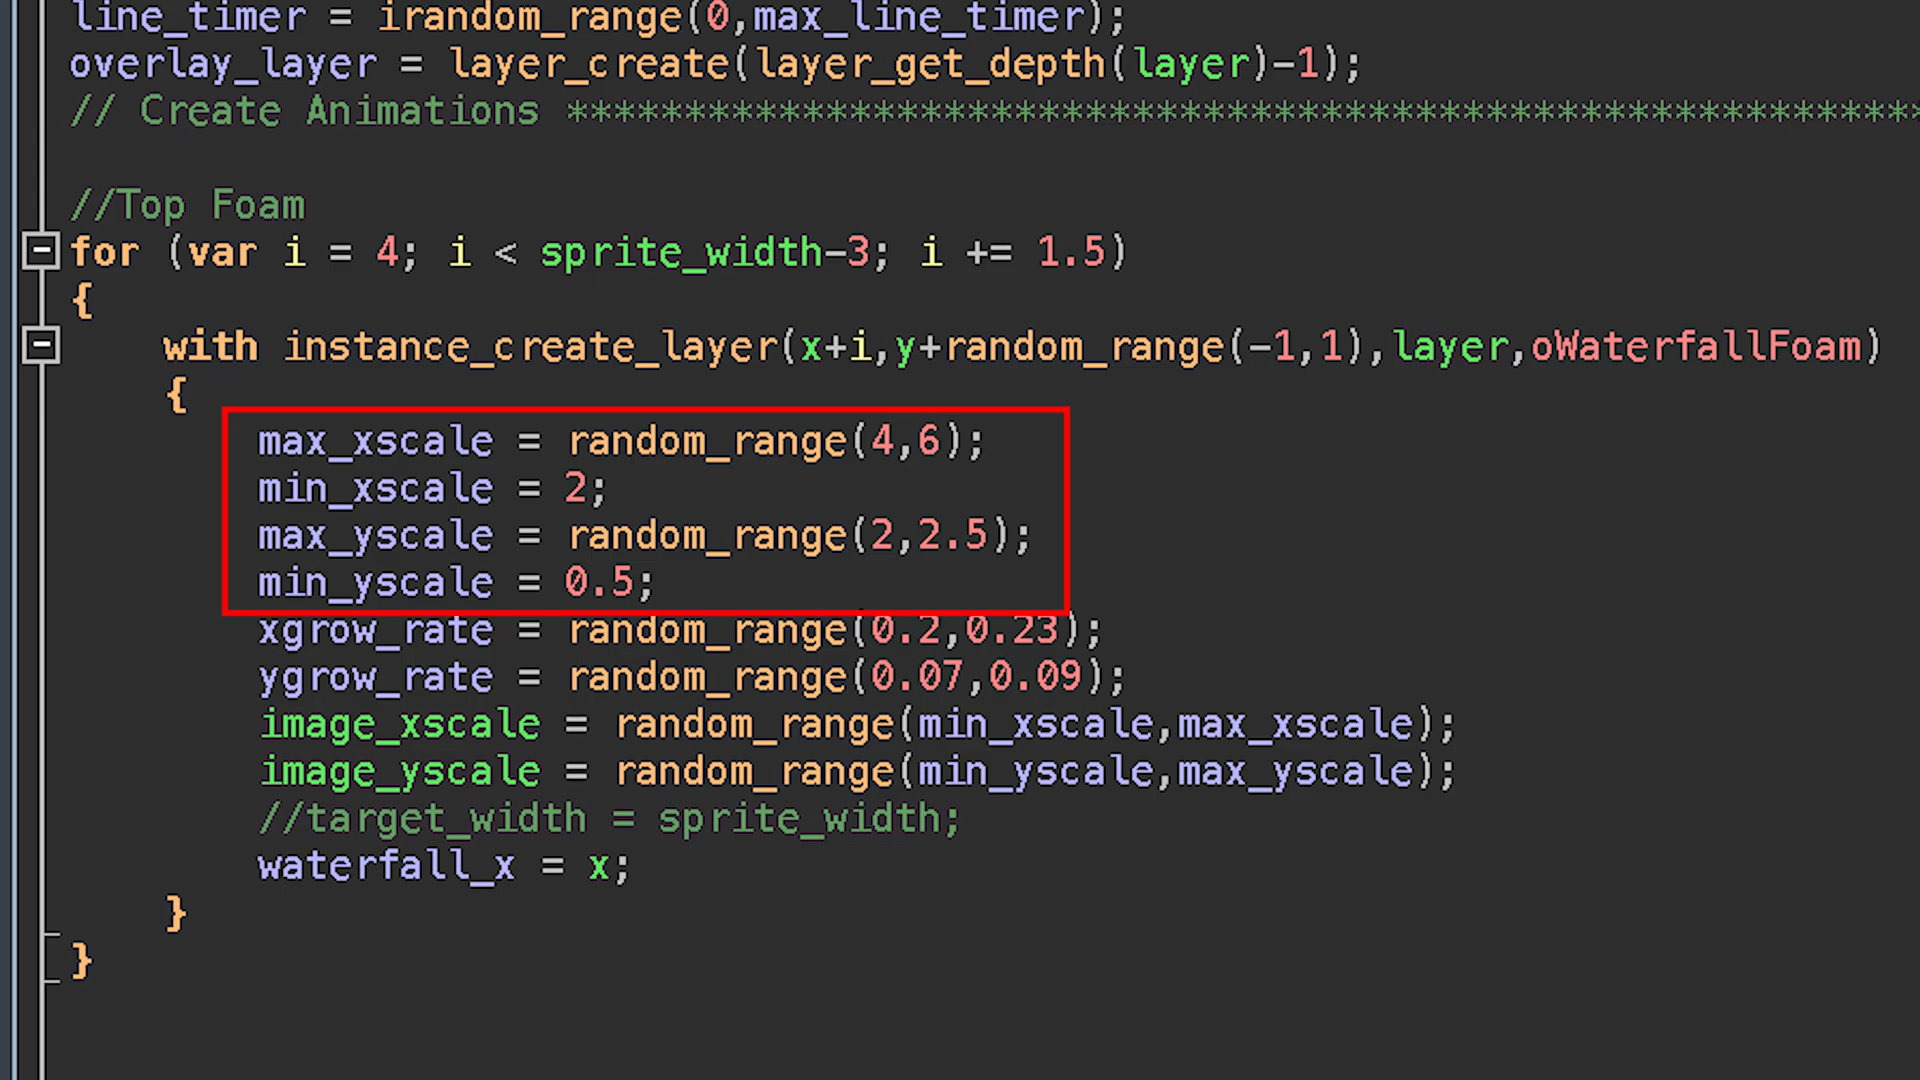 line_timer = irandom_range(0,max_line_timer);
overlay_layer = layer_create(layer_get_depth(layer)-1);
// Create Animations **********************************************************
//Top Foam
for (var i = 4; i < sprite_width-3; i += 1.5)
{
with instance_create_layer(x+i,y+random_range(-1,1),layer,oWaterfallFoam)
{
max_xscale = random_range(4,6);
min_xscale = 2;
max_yscale = random_range(2,2.5);
min_yscale = 0.5;
xgrow_rate = random_range(0.2,0.23);
ygrow_rate = random_range(0.07,0.09);
image_xscale = random_range(min_xscale,max_xscale);
image_yscale = random_range(min_yscale,max_yscale);
//target_width = sprite_width;
waterfall_x = x;
}
}